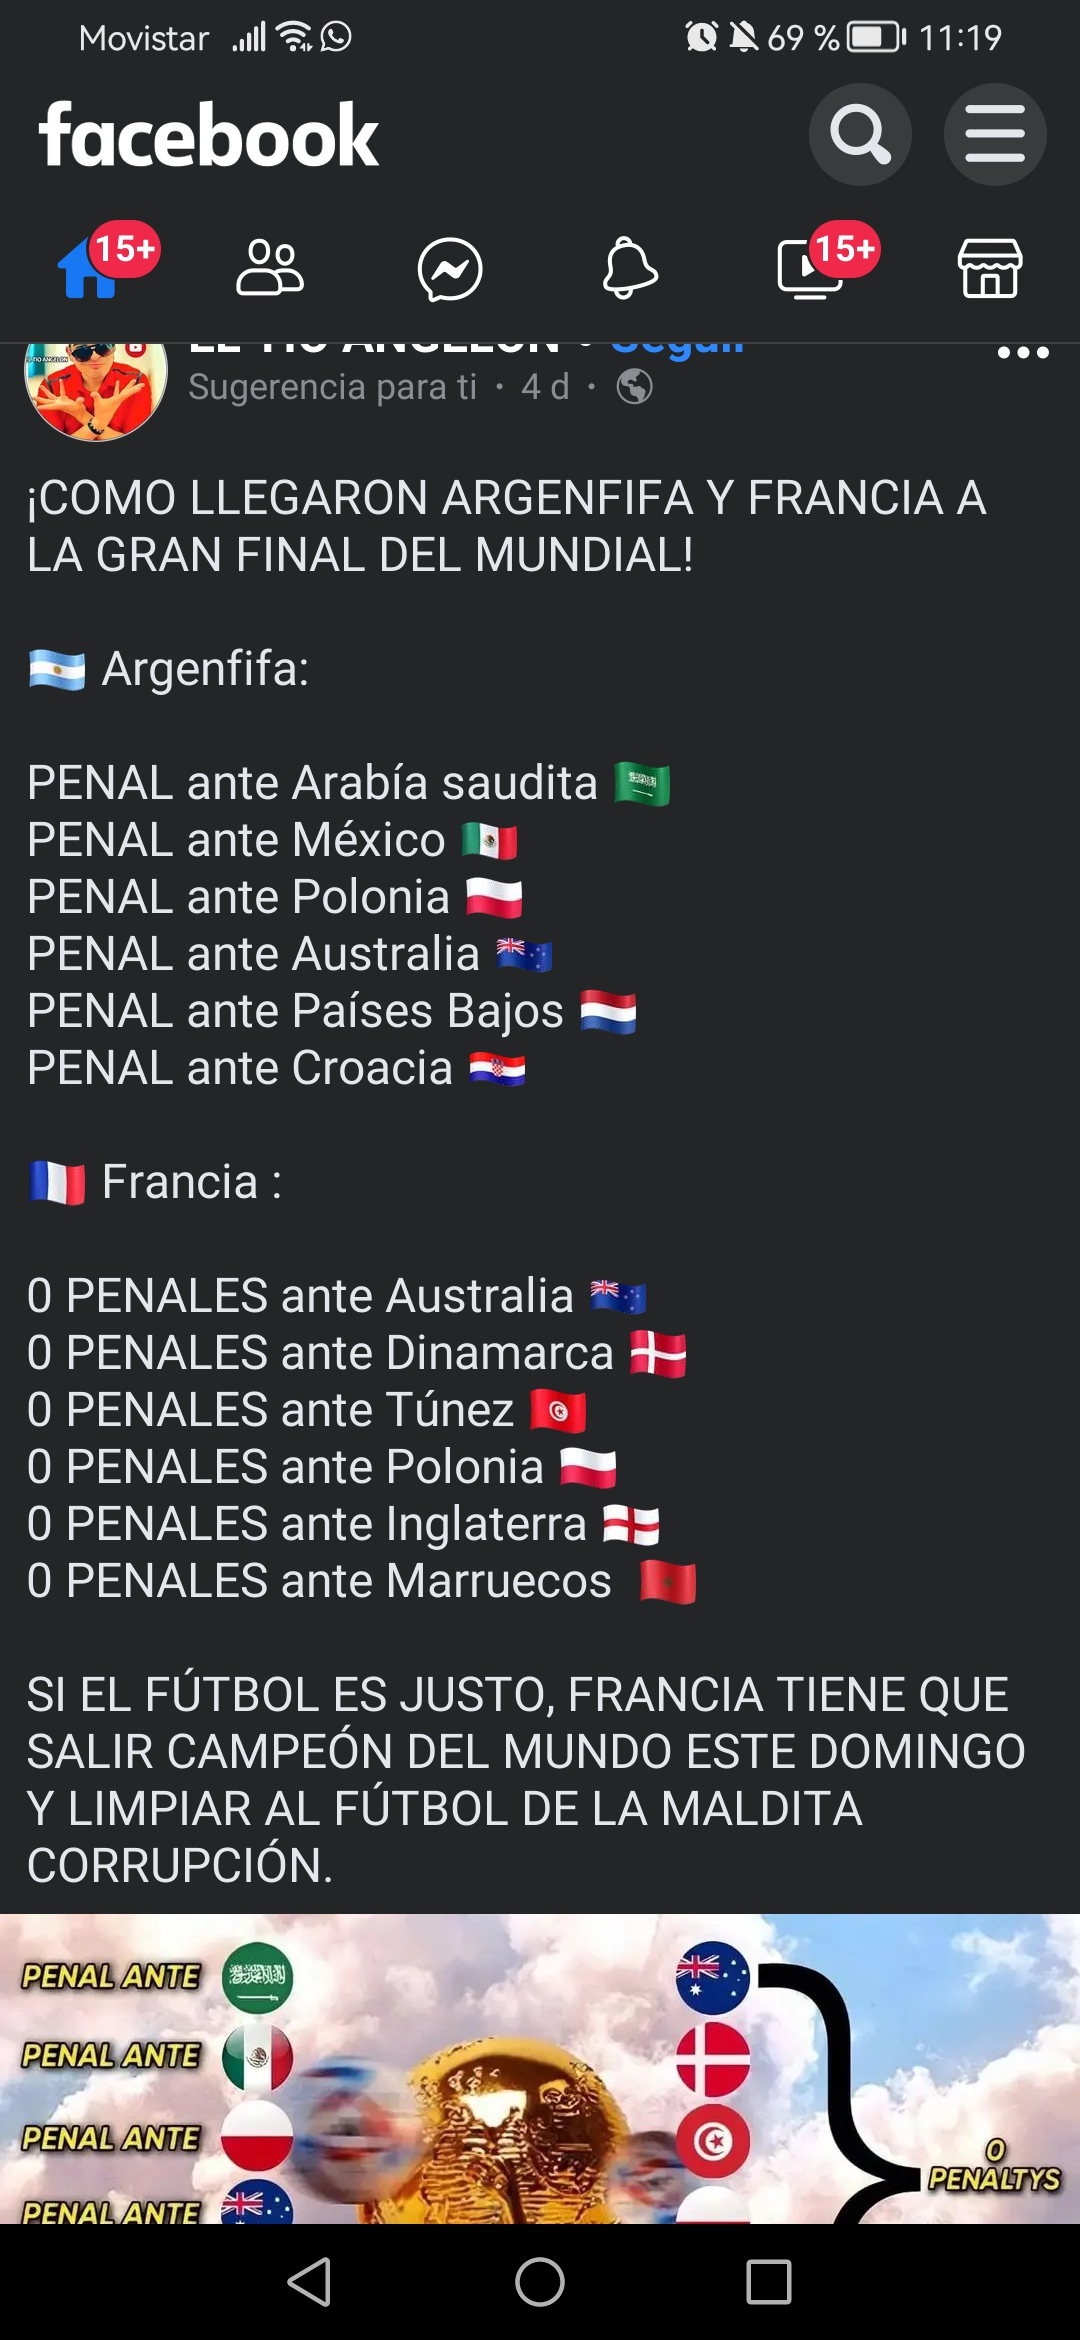 Movistar 69 % 11:19
facebook
15+ 15+
EL TIO ANGELON • Seguir
Sugerencia para ti • 4 d •
¡COMO LLEGARON ARGENFIFA Y FRANCIA A
LA GRAN FINAL DEL MUNDIAL!
Argenfifa:
PENAL ante Arabía saudita
PENAL ante México
PENAL ante Polonia
PENAL ante Australia
PENAL ante Países Bajos
PENAL ante Croacia
Francia :
0 PENALES ante Australia
0 PENALES ante Dinamarca
0 PENALES ante Túnez
0 PENALES ante Polonia
0 PENALES ante Inglaterra
0 PENALES ante Marruecos
SI EL FÚTBOL ES JUSTO, FRANCIA TIENE QUE
SALIR CAMPEÓN DEL MUNDO ESTE DOMINGO
Y LIMPIAR AL FÚTBOL DE LA MALDITA
CORRUPCIÓN.
PENAL ANTE
PENAL ANTE
PENAL ANTE
PENAL ANTE
0
PENALTYS